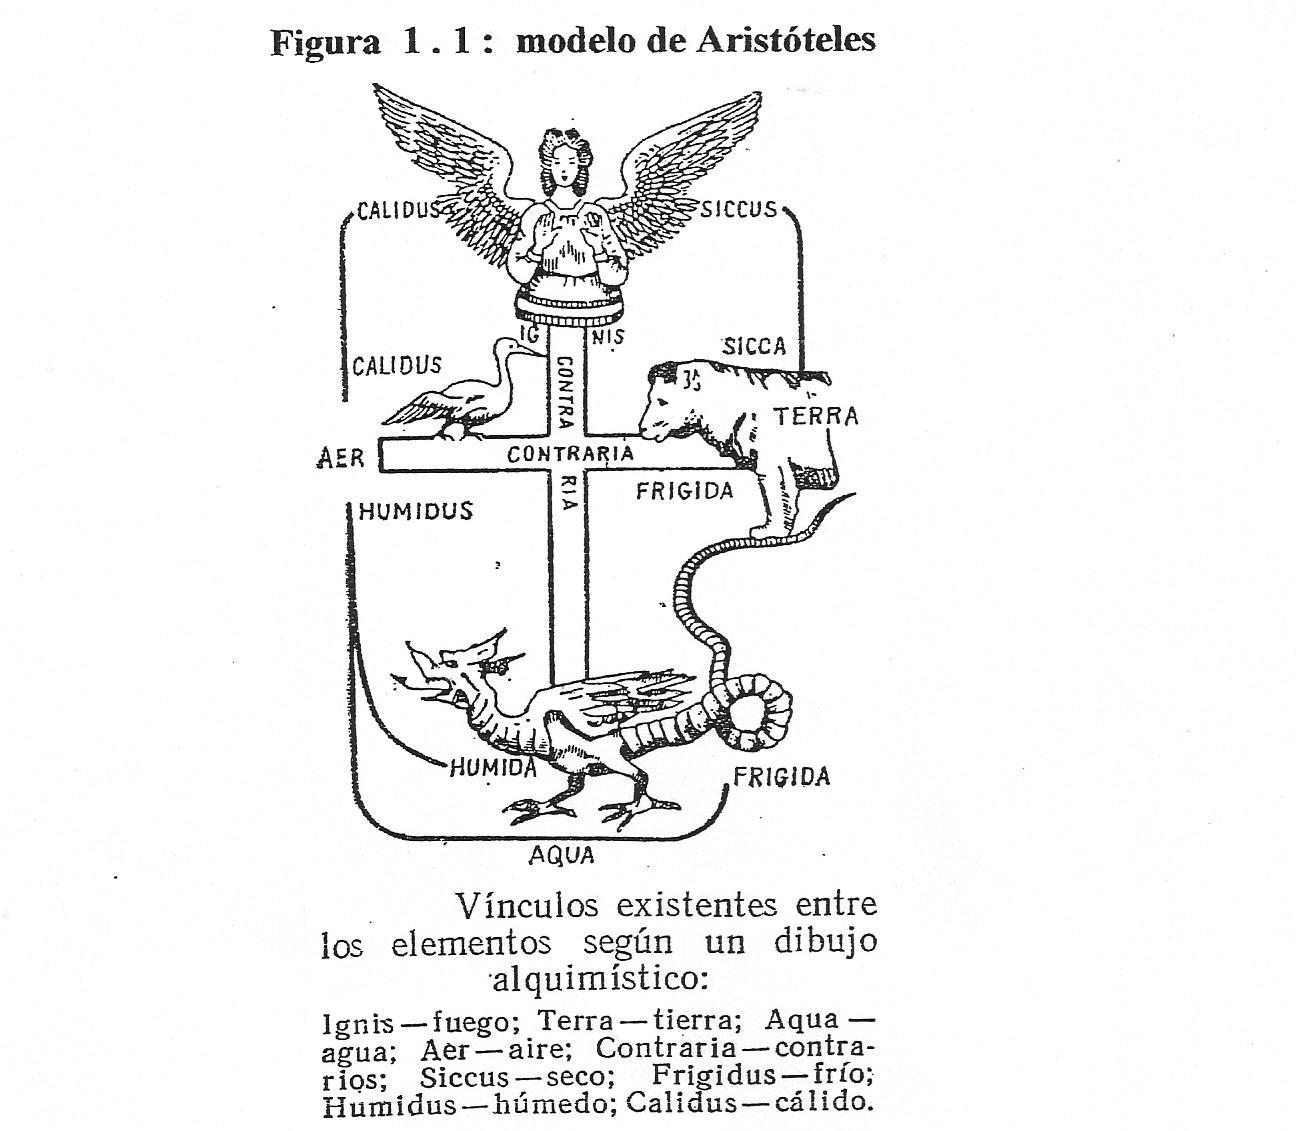 Figura 1.1: modelo de Aristóteles
CALIDUS
SICCUS
IG
NIS
CALIDUS
SICCA
CONTRA
RIA
TERRA
AER
CONTRARIA
FRIGIDA
HUMIDUS
HUMIDA
FRIGIDA
AQUA
Vínculos existentes entre
los elementos según un dibujo
alquimístico:
Ignis—fuego; Terra—tierra; Aqua—
agua; Aèr—aire; Contraria—contra-
rios; Siccus—seco; Frigidus—frío;
Humidus—húmedo; Calidus—cálido.